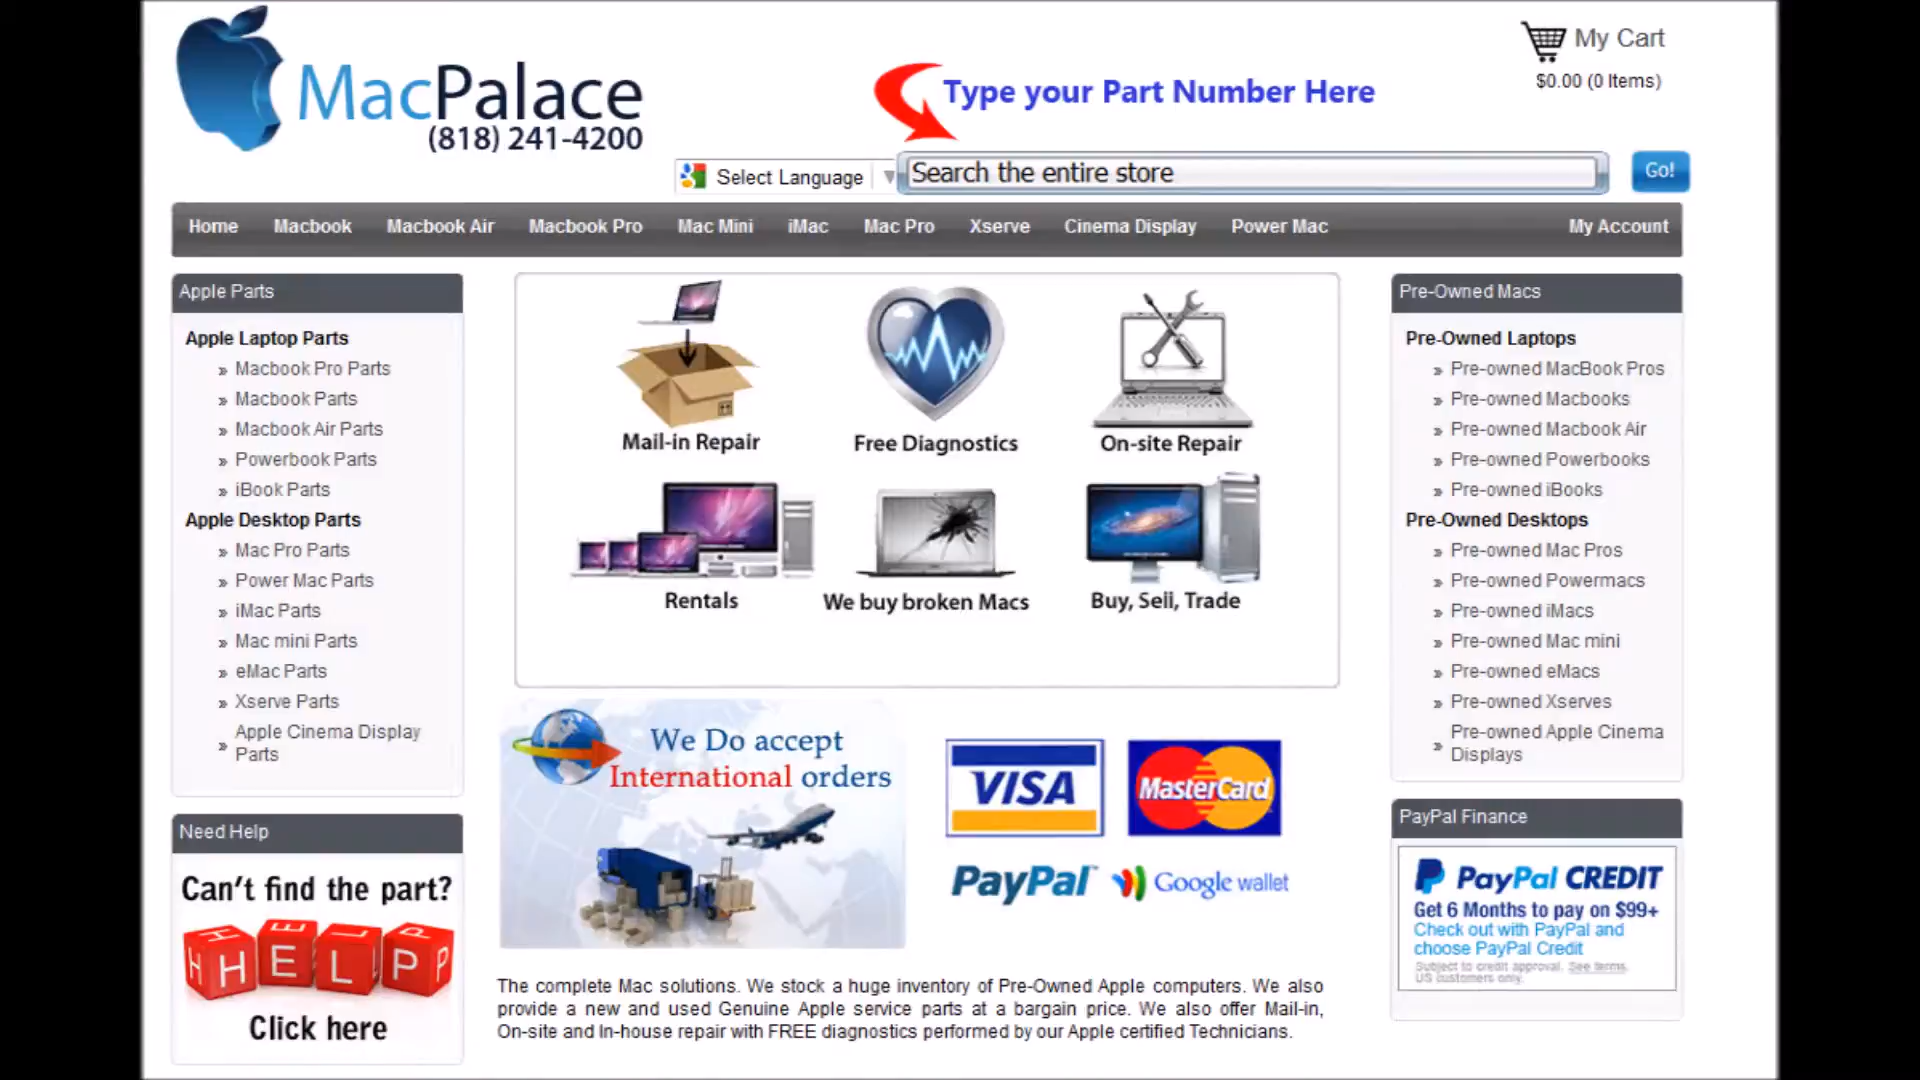 MacPalace
(818) 241-4200
Type your Part Number Here
My Cart
$0.00 (0 Items)
Select Language
Search the entire store
Go!
Home Macbook Macbook Air Macbook Pro Mac Mini iMac Mac Pro Xserve Cinema Display Power Mac My Account
Apple Parts
Apple Laptop Parts
» Macbook Pro Parts
» Macbook Parts
» Macbook Air Parts
» Powerbook Parts
» iBook Parts
Apple Desktop Parts
» Mac Pro Parts
» Power Mac Parts
» iMac Parts
» Mac mini Parts
» eMac Parts
» Xserve Parts
» Apple Cinema Display
Parts
Need Help
Can't find the part?
HELP
Click here
Mail-in Repair
Free Diagnostics
On-site Repair
Rentals
We buy broken Macs
Buy, Sell, Trade
We Do accept
International orders
VISA
MasterCard
PayPal
Google wallet
The complete Mac solutions. We stock a huge inventory of Pre-Owned Apple computers. We also
provide a new and used Genuine Apple service parts at a bargain price. We also offer Mail-in,
On-site and In-house repair with FREE diagnostics performed by our Apple certified Technicians.
Pre-Owned Macs
Pre-Owned Laptops
» Pre-owned MacBook Pros
» Pre-owned Macbooks
» Pre-owned Macbook Air
» Pre-owned Powerbooks
» Pre-owned iBooks
Pre-Owned Desktops
» Pre-owned Mac Pros
» Pre-owned Powermacs
» Pre-owned iMacs
» Pre-owned Mac mini
» Pre-owned eMacs
» Pre-owned Xserves
» Pre-owned Apple Cinema
Displays
PayPal Finance
PayPal CREDIT
Get 6 Months to pay on $99+
Check out with PayPal and
choose PayPal Credit
Subject to credit approval. See terms.
US customers only.